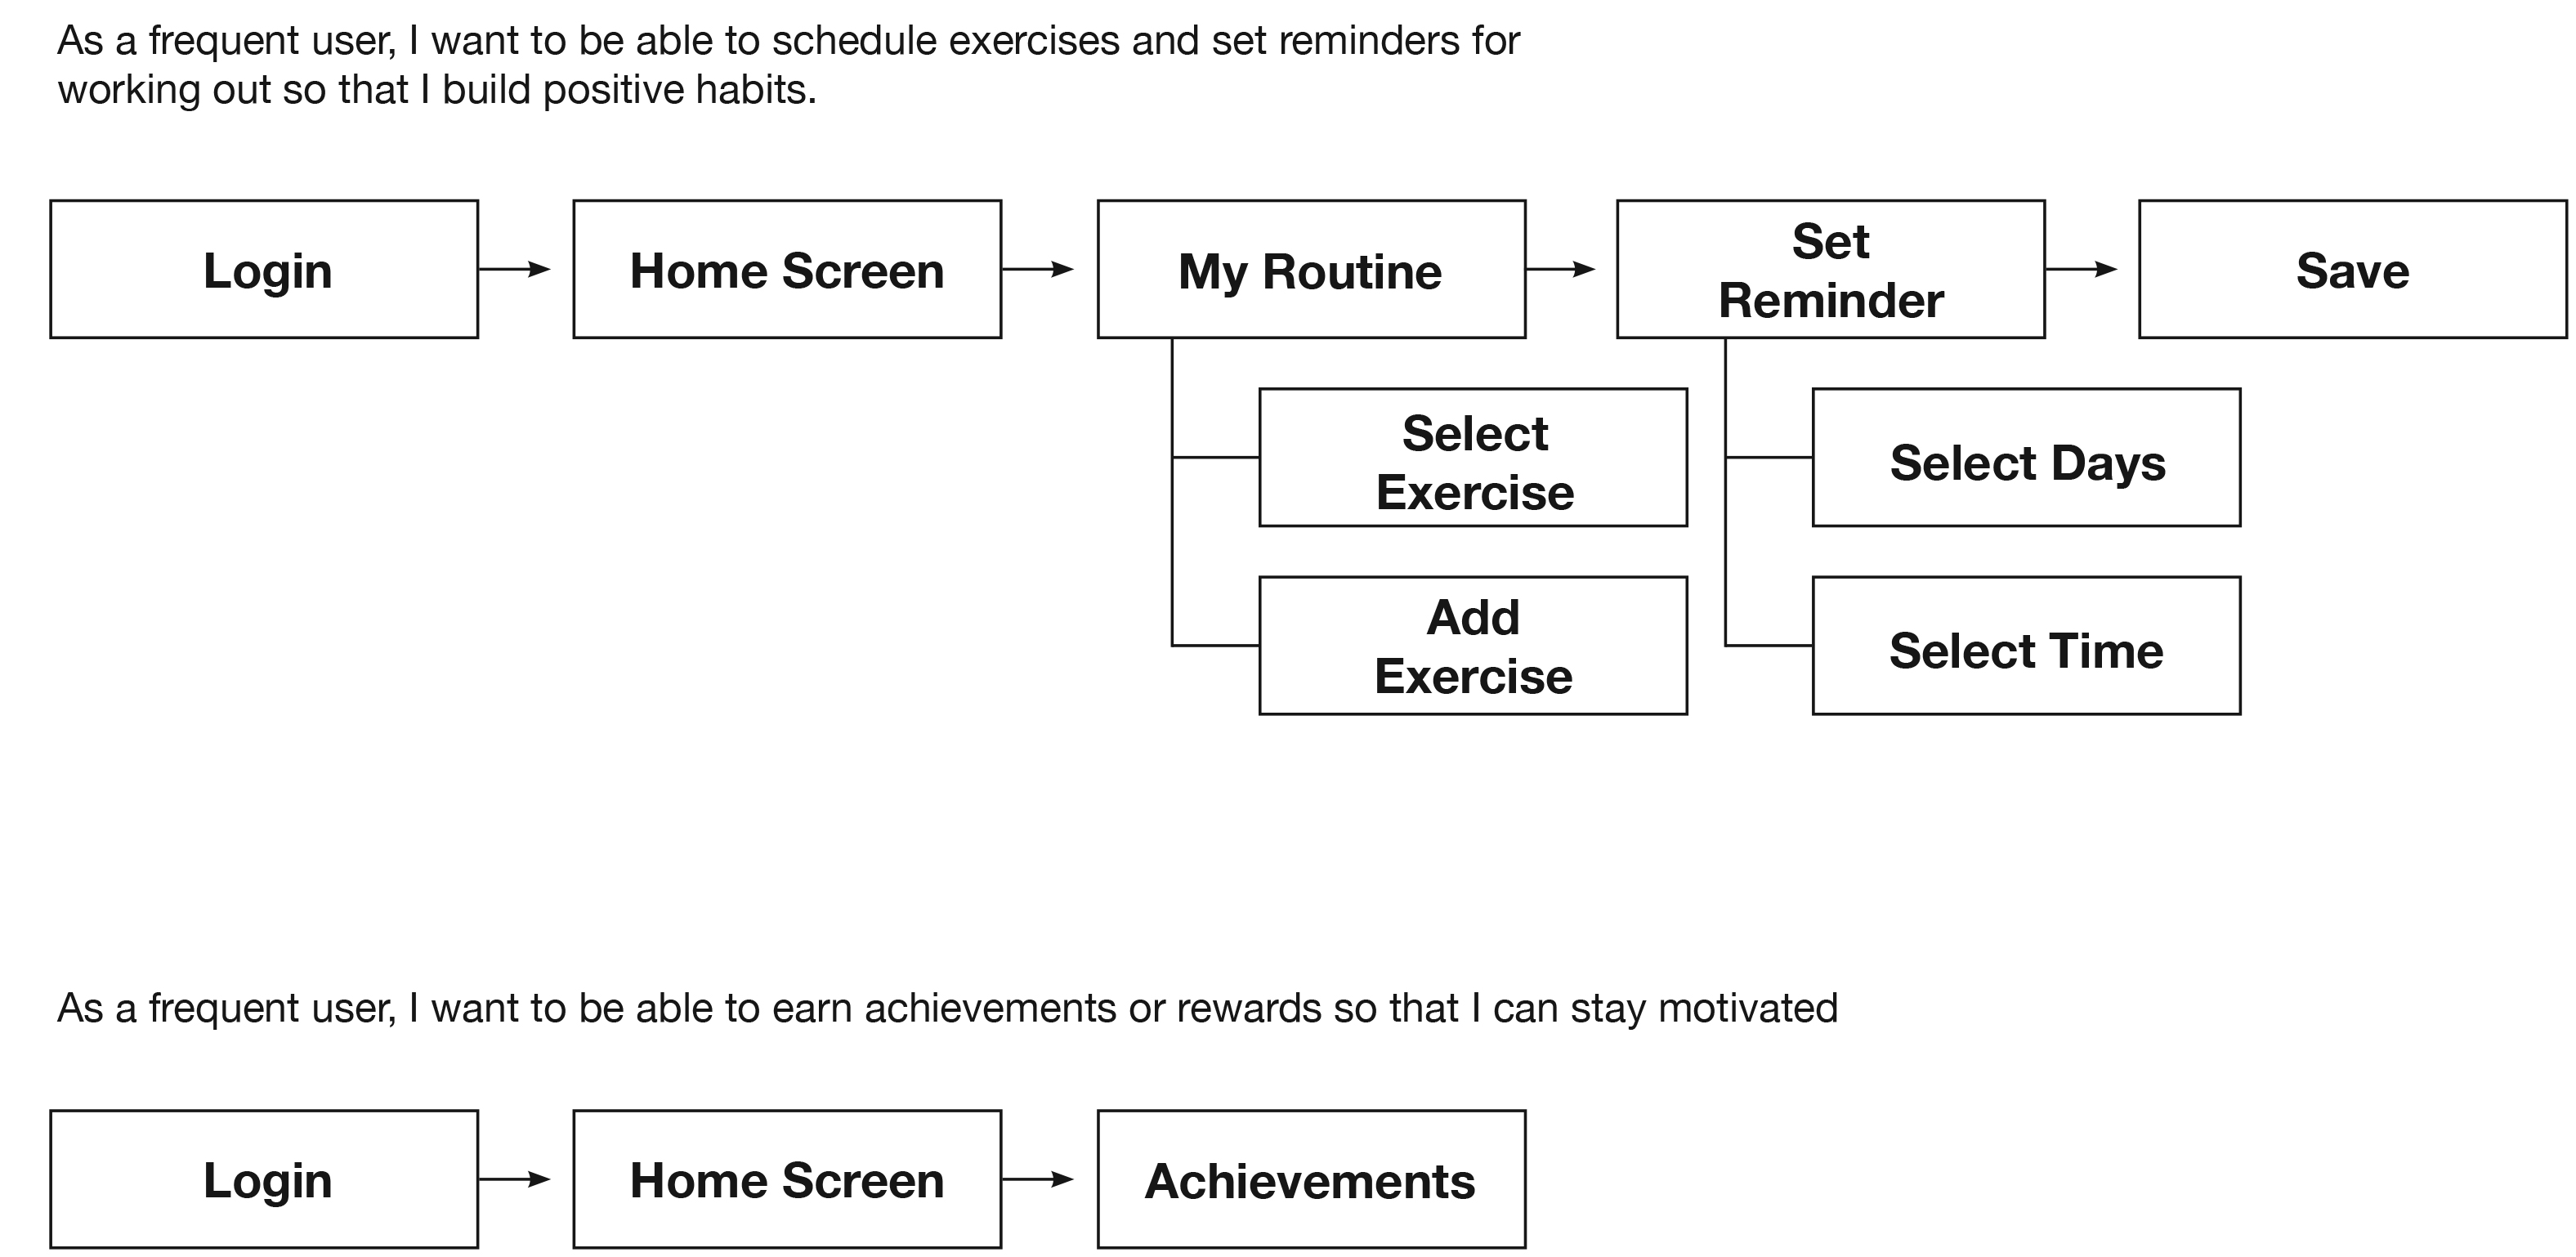 As a frequent user, I want to be able to schedule exercises and set reminders for
working out so that I build positive habits.
Login
Home Screen
My Routine
Set
Reminder
Save
Select
Exercise
Select Days
Add
Exercise
Select Time
As a frequent user, I want to be able to earn achievements or rewards so that I can stay motivated
Login
Home Screen
Achievements